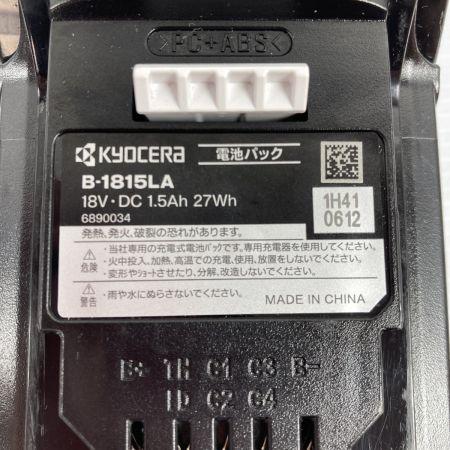 >PC+ABS<
KYOCERA 電池パック
B-1815LA
18V・DC 1.5Ah 27Wh
6890034
1H41
0612
発熱、発火、破裂の恐れがあります。
危険
・当社専用の充電式電池パックです。専用充電器を使用してください。
・火中投入、加熱、高温での充電、使用、放置をしないでください。
・変形やショートさせたり、分解、改造しないでください。
警告
・雨や水にぬらさないでください。
MADE IN CHINA
B+ TH C1 C3 B-
ID C2 C4